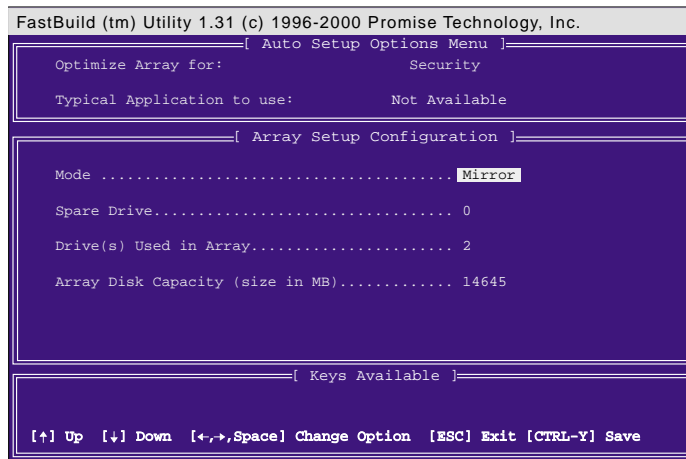 FastBuild (tm) Utility 1.31 (c) 1996-2000 Promise Technology, Inc.
[ Auto Setup Options Menu ]
Optimize Array for: Security
Typical Application to use: Not Available
[ Array Setup Configuration ]
Mode ....................................... Mirror
Spare Drive................................. 0
Drive(s) Used in Array...................... 2
Array Disk Capacity (size in MB)............. 14645
[ Keys Available ]
[↑] Up [↓] Down [←,→,Space] Change Option [ESC] Exit [CTRL-Y] Save